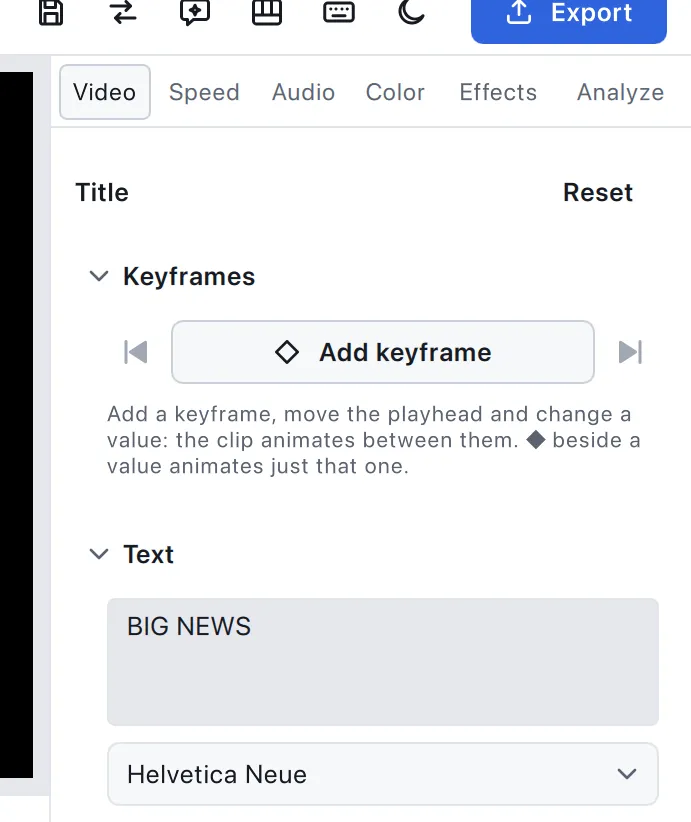 Export
Video Speed Audio Color Effects Analyze
Title Reset
Keyframes
Add keyframe
Add a keyframe, move the playhead and change a
value: the clip animates between them. ◆ beside a
value animates just that one.
Text
BIG NEWS
Helvetica Neue